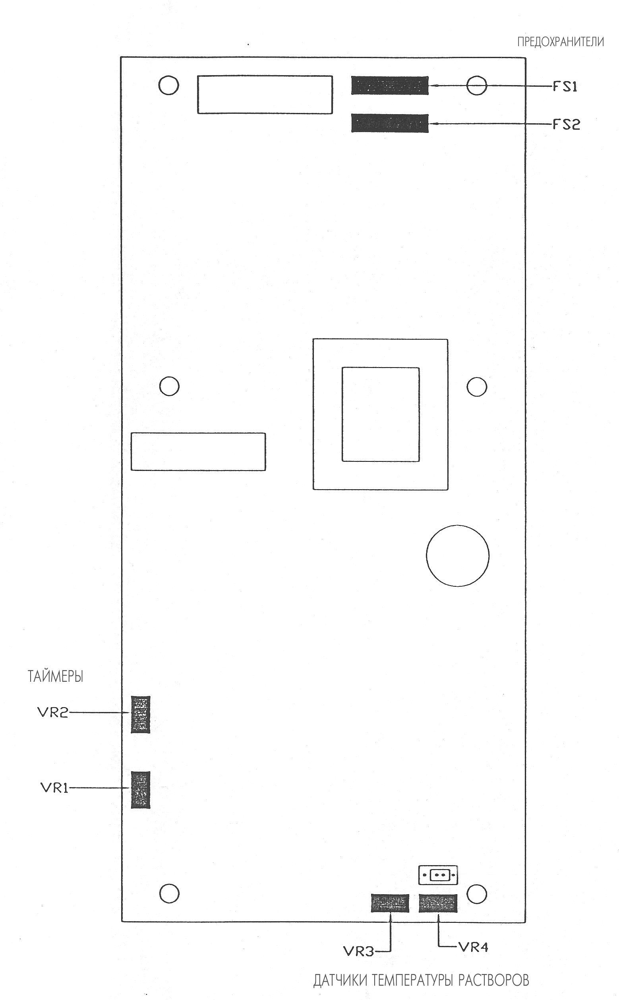 ПРЕДОХРАНИТЕЛИ
FS1
FS2
ТАЙМЕРЫ
VR2
VR1
VR3
VR4
ДАТЧИКИ ТЕМПЕРАТУРЫ РАСТВОРОВ